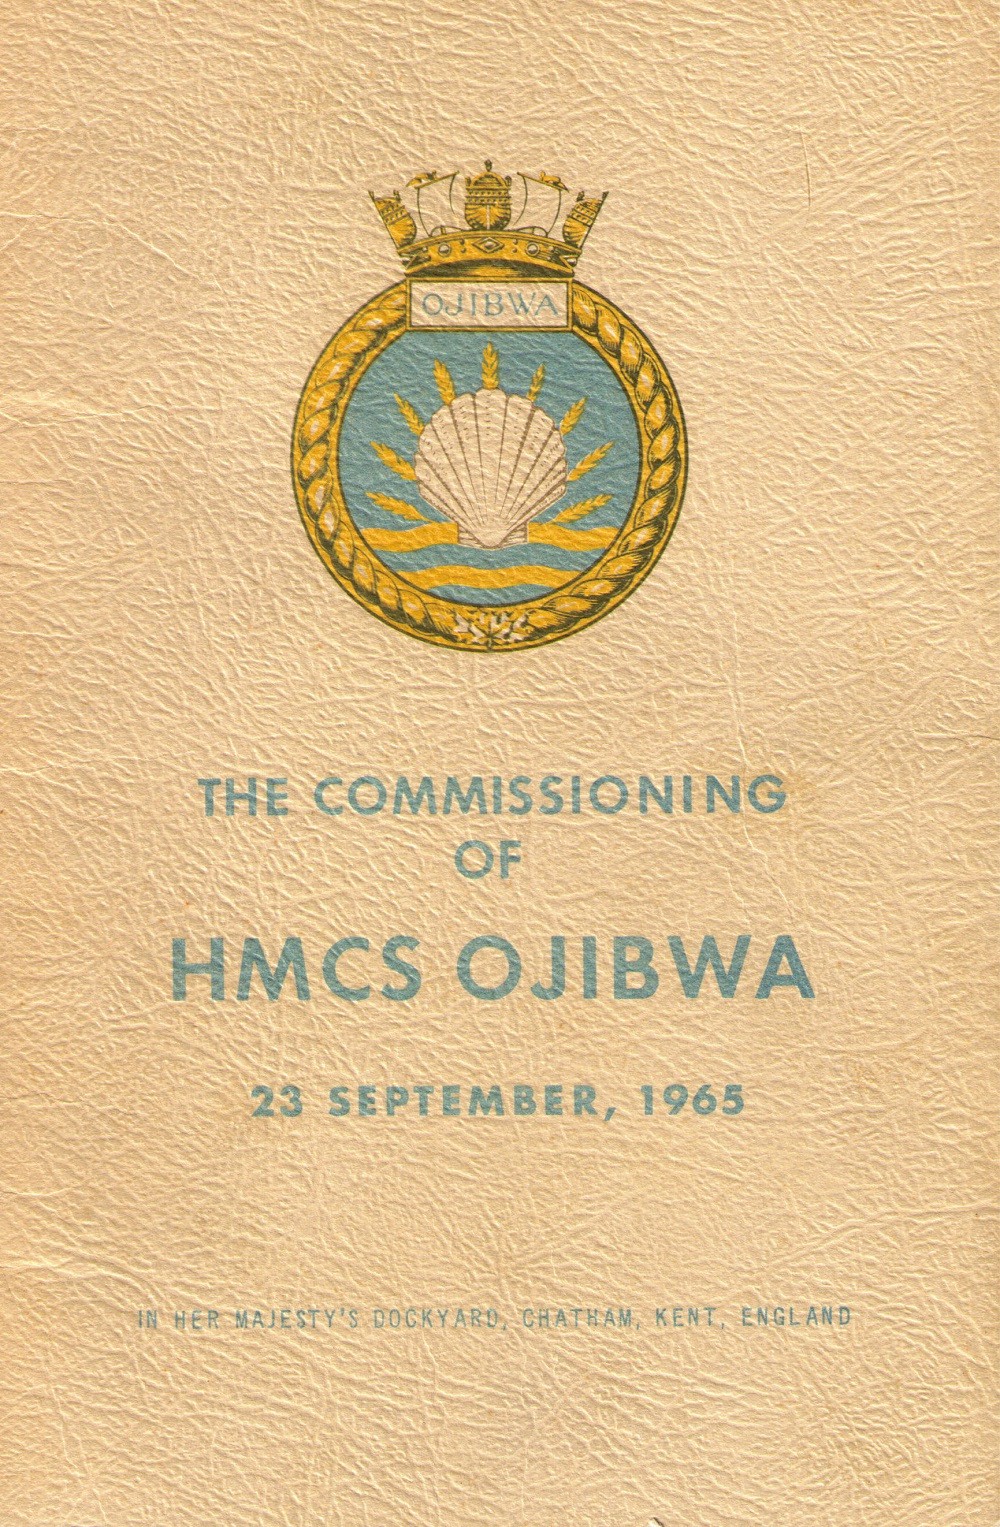 OJIBWA
THE COMMISSIONING
OF
HMCS OJIBWA
23 SEPTEMBER, 1965
IN HER MAJESTY'S DOCKYARD, CHATHAM, KENT, ENGLAND